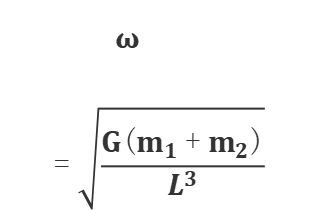 ω
= √(G(m₁ + m₂) / L³)